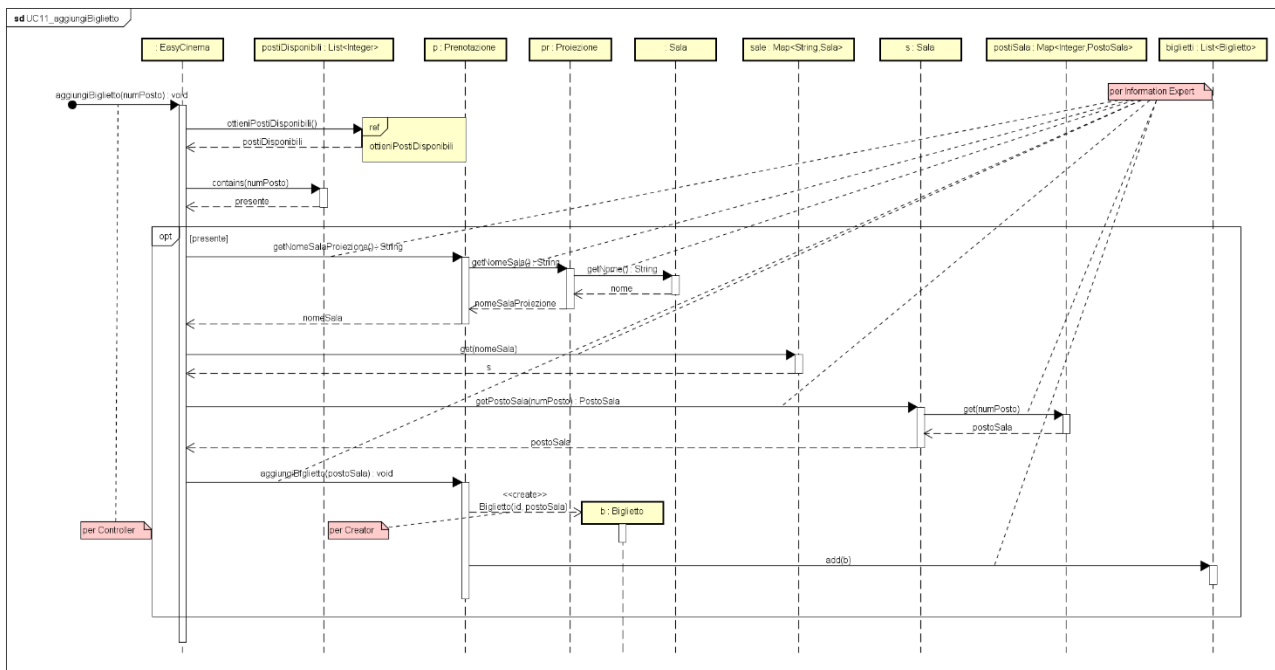 sd UC11_aggiungiBiglietto
: EasyCinema
postiDisponibili : List<Integer>
p : Prenotazione
pr : Proiezione
: Sala
sale : Map<String,Sala>
s : Sala
postiSala : Map<Integer,PostoSala>
biglietti : List<Biglietto>
aggiungiBiglietto(numPosto) : void
per Information Expert
ottieniPostiDisponibili()
ref
postiDisponibili
ottieniPostiDisponibili
contains(numPosto)
presente
opt
[presente]
getNomeSalaProiezione() : String
getNomeSala() : String
getNome() : String
nome
nomeSalaProiezione
nomeSala
get(nomeSala)
s
getPostoSala(numPosto) : PostoSala
get(numPosto)
postoSala
postoSala
aggiungiBiglietto(postoSala) : void
<<create>>
Biglietto(id, postoSala)
b : Biglietto
per Controller
per Creator
add(b)